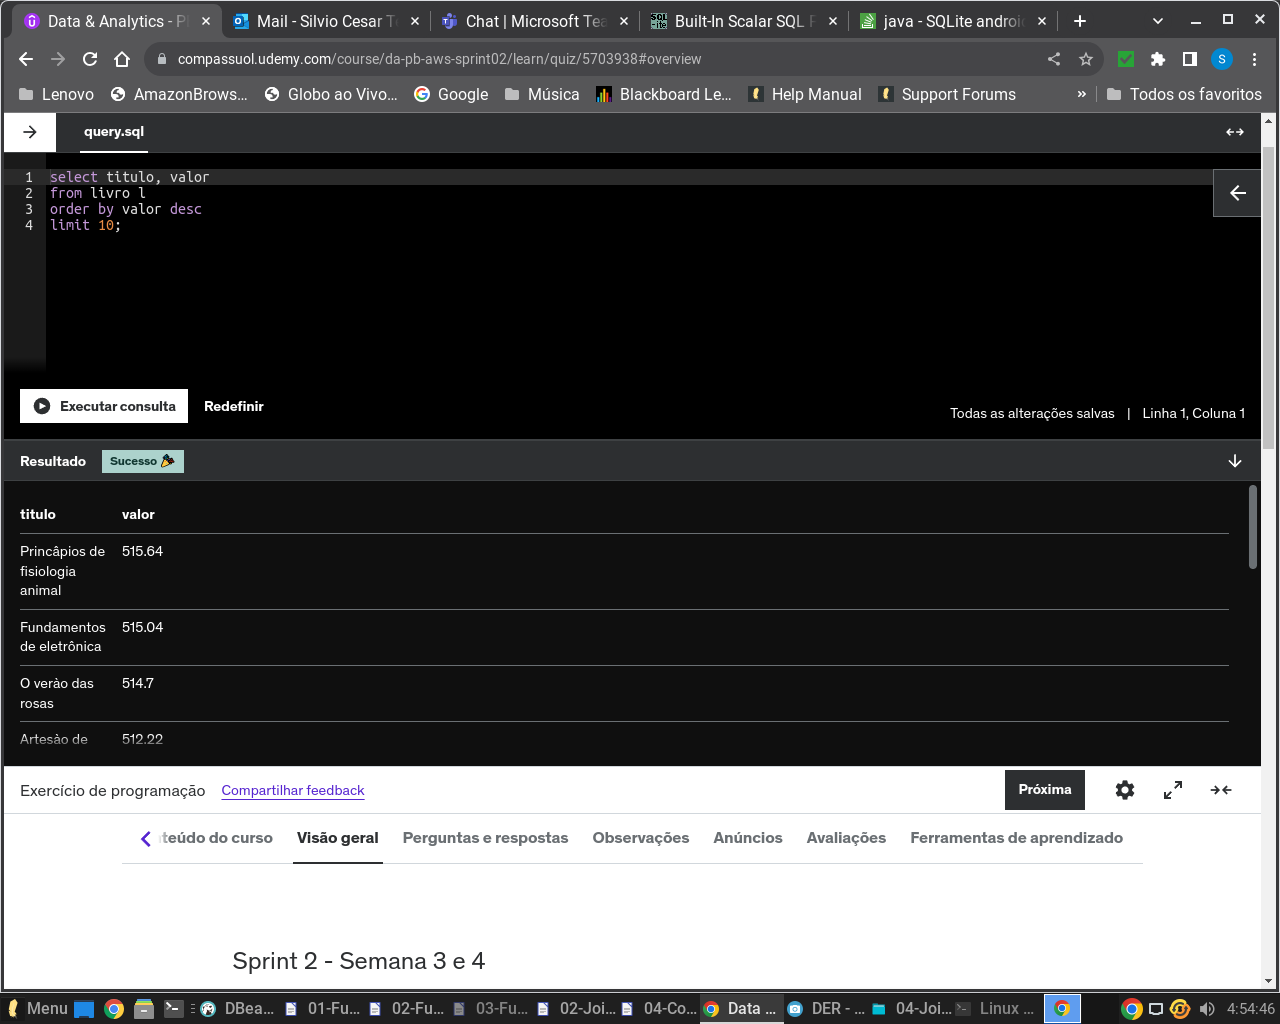 Data & Analytics - Pl
Mail - Silvio Cesar Te
Chat | Microsoft Tea
Built-In Scalar SQL F
java - SQLite androi
compassuol.udemy.com/course/da-pb-aws-sprint02/learn/quiz/5703938#overview
S
Lenovo
AmazonBrows...
Globo ao Vivo...
Google
Música
Blackboard Le...
Help Manual
Support Forums
»
Todos os favoritos
query.sql
1 select titulo, valor
2 from livro l
3 order by valor desc
4 limit 10;
Executar consulta
Redefinir
Todas as alterações salvas | Linha 1, Coluna 1
Resultado
Sucesso
titulo valor
Princâpios de 515.64
fisiologia
animal
Fundamentos 515.04
de eletrônica
O veràо das 514.7
rosas
Artesào de 512.22
Exercício de programação
Compartilhar feedback
Próxima
teúdo do curso
Visão geral
Perguntas e respostas
Observações
Anúncios
Avaliações
Ferramentas de aprendizado
Sprint 2 - Semana 3 e 4
Menu
DBea...
01-Fu...
02-Fu...
03-Fu...
02-Joi...
04-Co...
Data ...
DER - ...
04-Joi...
Linux ...
4:54:46